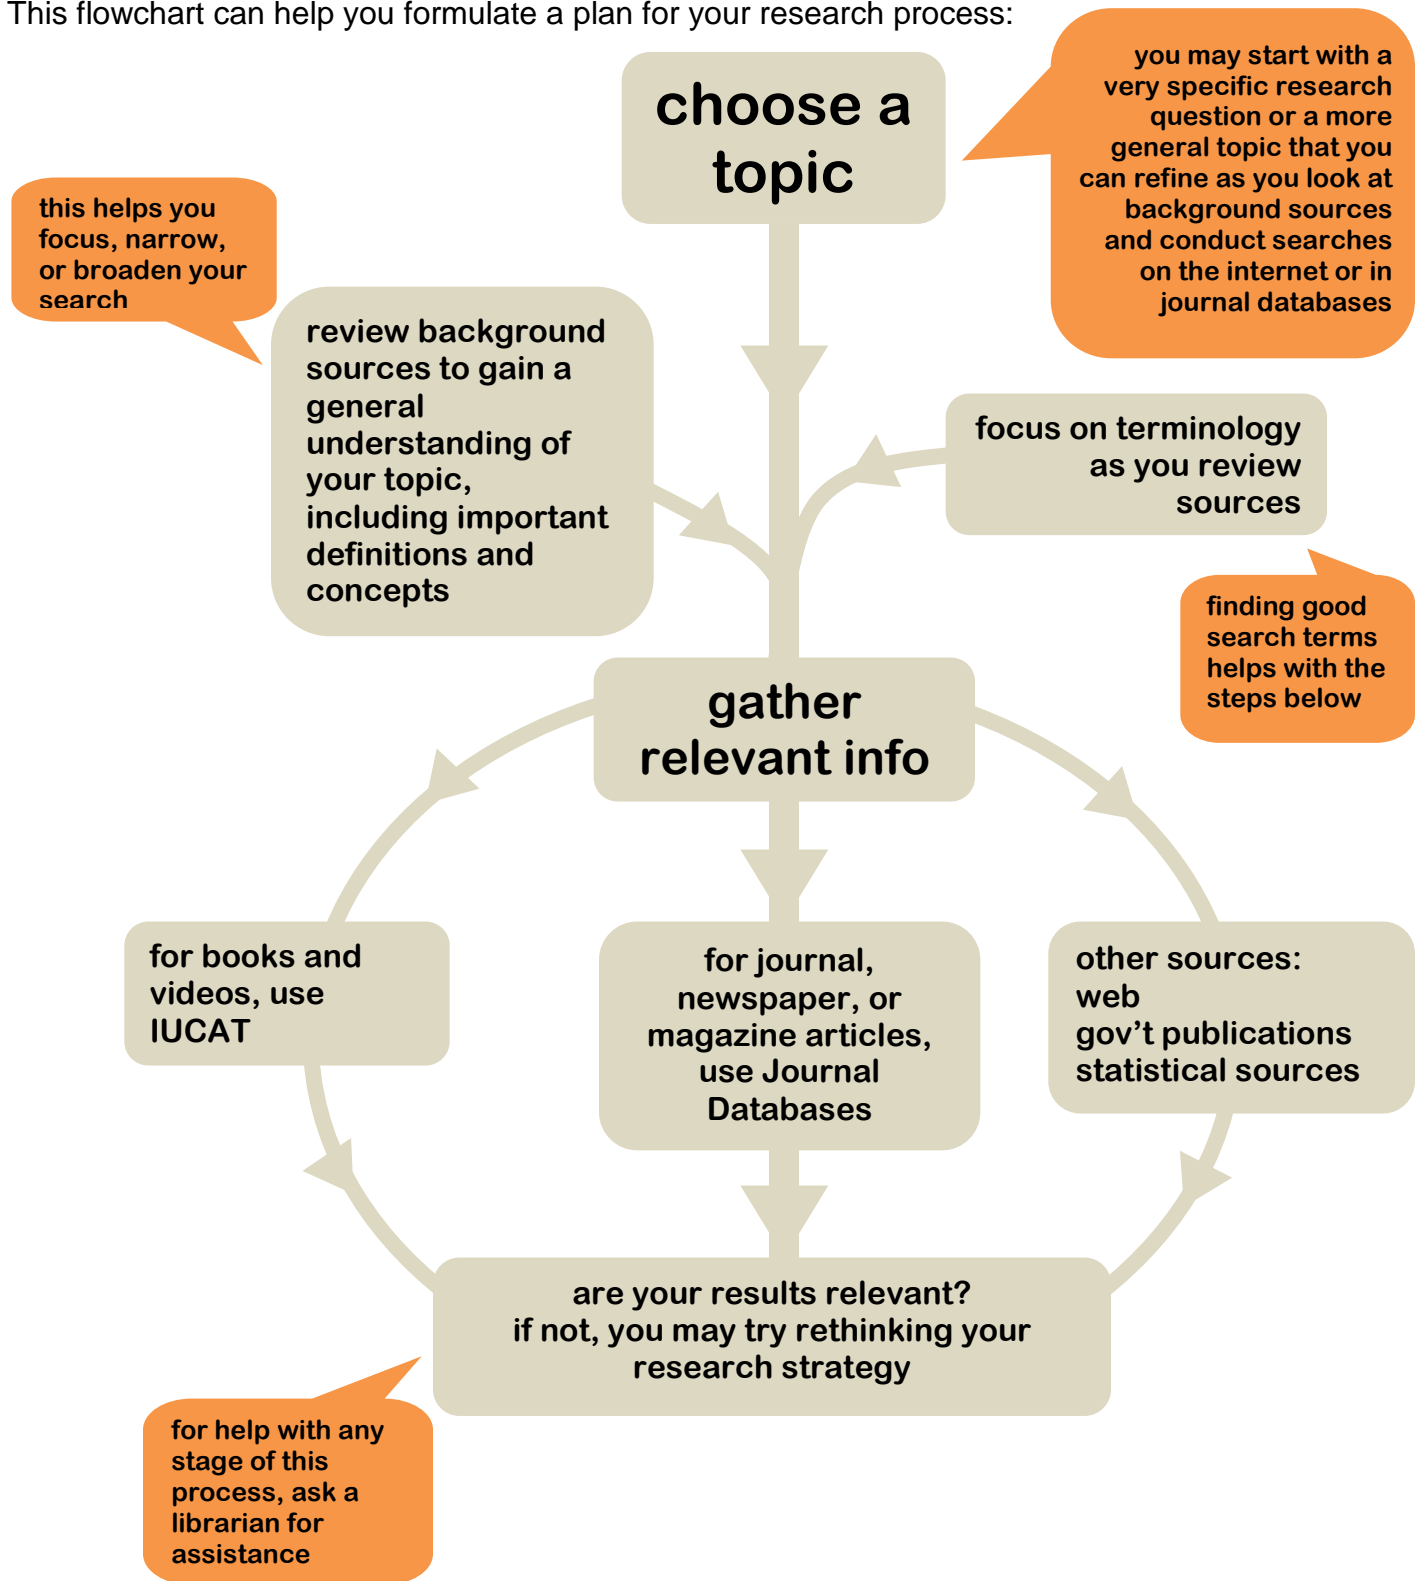 This flowchart can help you formulate a plan for your research process:
choose a
topic
you may start with a
very specific research
question or a more
general topic that you
can refine as you look at
background sources
and conduct searches
on the internet or in
journal databases
this helps you
focus, narrow,
or broaden your
search
review background
sources to gain a
general
understanding of
your topic,
including important
definitions and
concepts
focus on terminology
as you review
sources
finding good
search terms
helps with the
steps below
gather
relevant info
for books and
videos, use
IUCAT
for journal,
newspaper, or
magazine articles,
use Journal
Databases
other sources:
web
gov’t publications
statistical sources
are your results relevant?
if not, you may try rethinking your
research strategy
for help with any
stage of this
process, ask a
librarian for
assistance